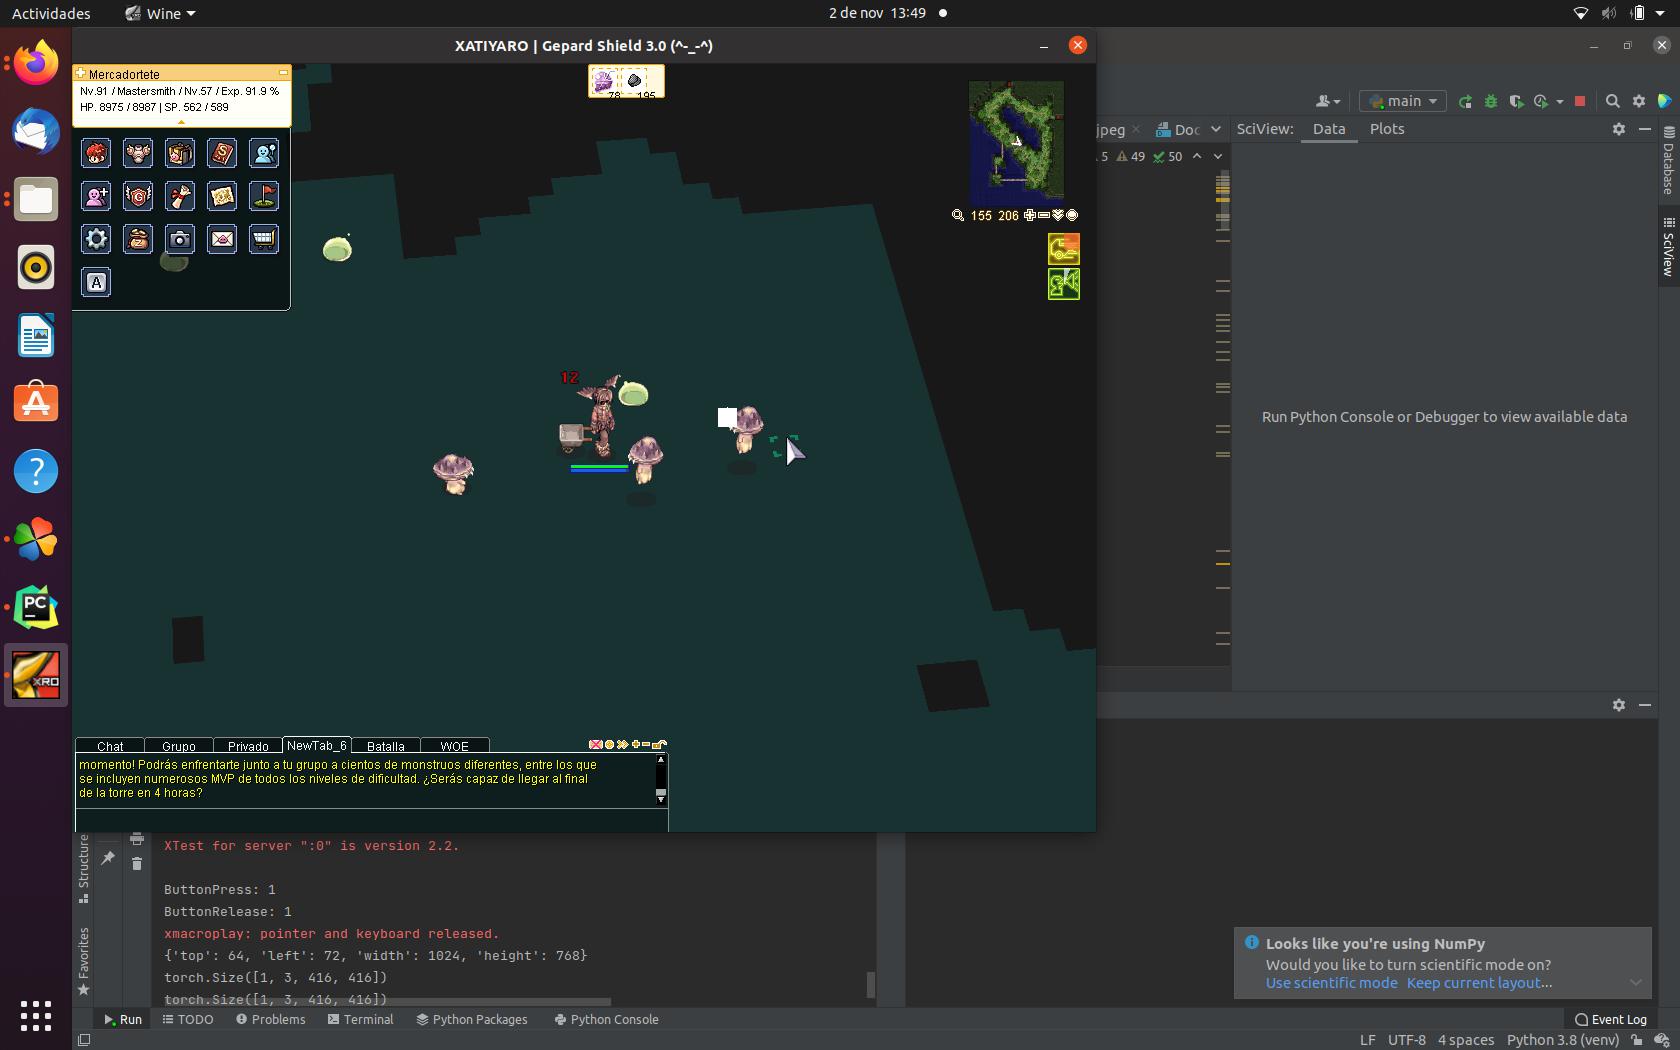 Actividades
Wine
2 de nov 13:49
XATIYARO | Gepard Shield 3.0 (^-_-^)
Mercadortete
Nv.91 / Mastersmith / Nv.57 / Exp. 91.9 %
HP. 8975 / 8987 | SP. 562 / 589
78 195
155 206
A
12
main
jpeg
Doc
SciView: Data Plots
5 49 50
Database
SciView
Run Python Console or Debugger to view available data
PC
XRO
Chat Grupo Privado NewTab_6 Batalla WOE
momento! Podrás enfrentarte junto a tu grupo a cientos de monstruos diferentes, entre los que
se incluyen numerosos MVP de todos los niveles de dificultad. ¿Serás capaz de llegar al final
de la torre en 4 horas?
Structure
Favorites
XTest for server ":0" is version 2.2.
ButtonPress: 1
ButtonRelease: 1
xmacroplay: pointer and keyboard released.
{'top': 64, 'left': 72, 'width': 1024, 'height': 768}
torch.Size([1, 3, 416, 416])
torch.Size([1, 3, 416, 416])
Looks like you're using NumPy
Would you like to turn scientific mode on?
Use scientific mode Keep current layout...
Run TODO Problems Terminal Python Packages Python Console
Event Log
LF UTF-8 4 spaces Python 3.8 (venv)